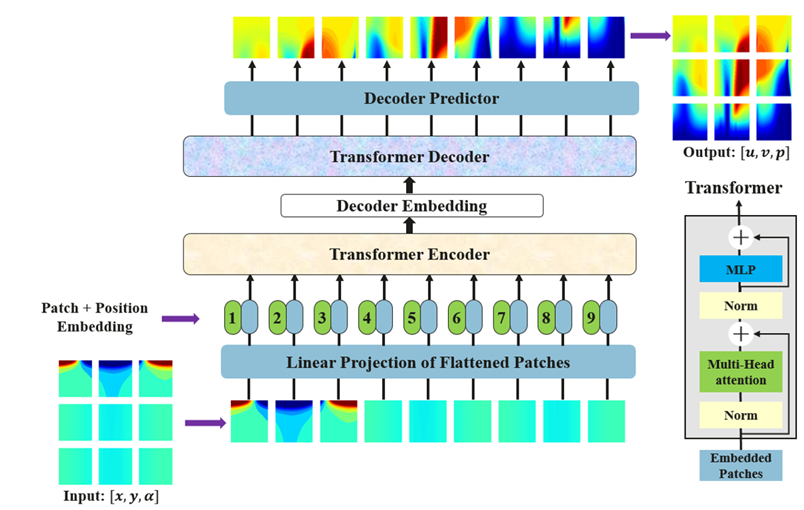 Decoder Predictor
Transformer Decoder
Decoder Embedding
Transformer Encoder
Patch + Position
Embedding
1 2 3 4 5 6 7 8 9
Linear Projection of Flattened Patches
Input: [x, y, α]
Output: [u, v, p]
Transformer
+
MLP
Norm
+
Multi-Head
attention
Norm
Embedded
Patches